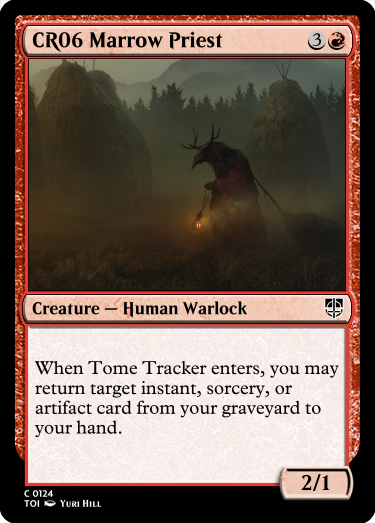 CR06 Marrow Priest 3
Creature — Human Warlock
When Tome Tracker enters, you may
return target instant, sorcery, or
artifact card from your graveyard to
your hand.
2/1
C 0124
TOI Yuri Hill